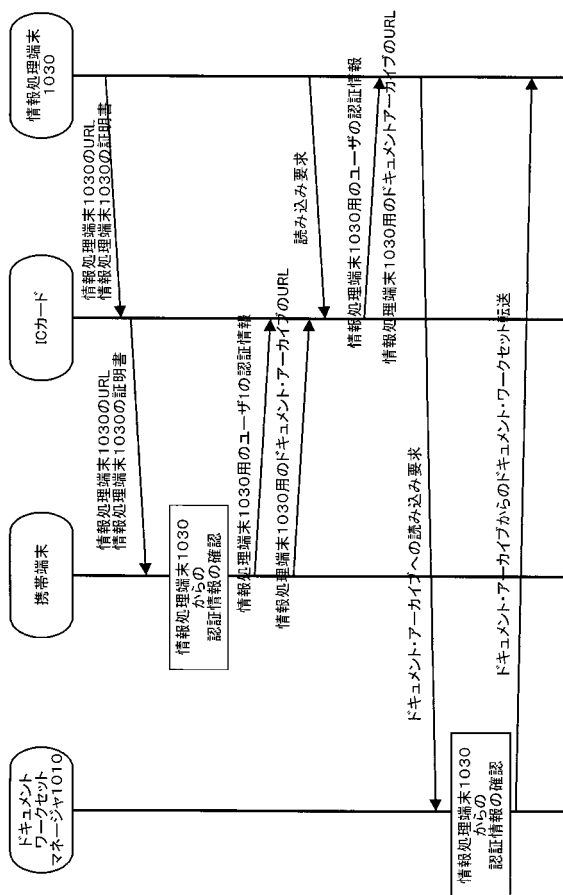 情報処理端末
1030
ICカード
携帯端末
ドキュメント
ワークセット
マネージャ1010
情報処理端末1030のURL
情報処理端末1030の証明書
情報処理端末1030のURL
情報処理端末1030の証明書
情報処理端末1030
からの
認証情報の確認
情報処理端末1030用のユーザ1の認証情報
情報処理端末1030用のドキュメント・アーカイブのURL
読み込み要求
情報処理端末1030用のユーザの認証情報
情報処理端末1030用のドキュメントアーカイブのURL
ドキュメント・アーカイブへの読み込み要求
情報処理端末1030
からの
認証情報の確認
ドキュメント・アーカイブからのドキュメント・ワークセット転送